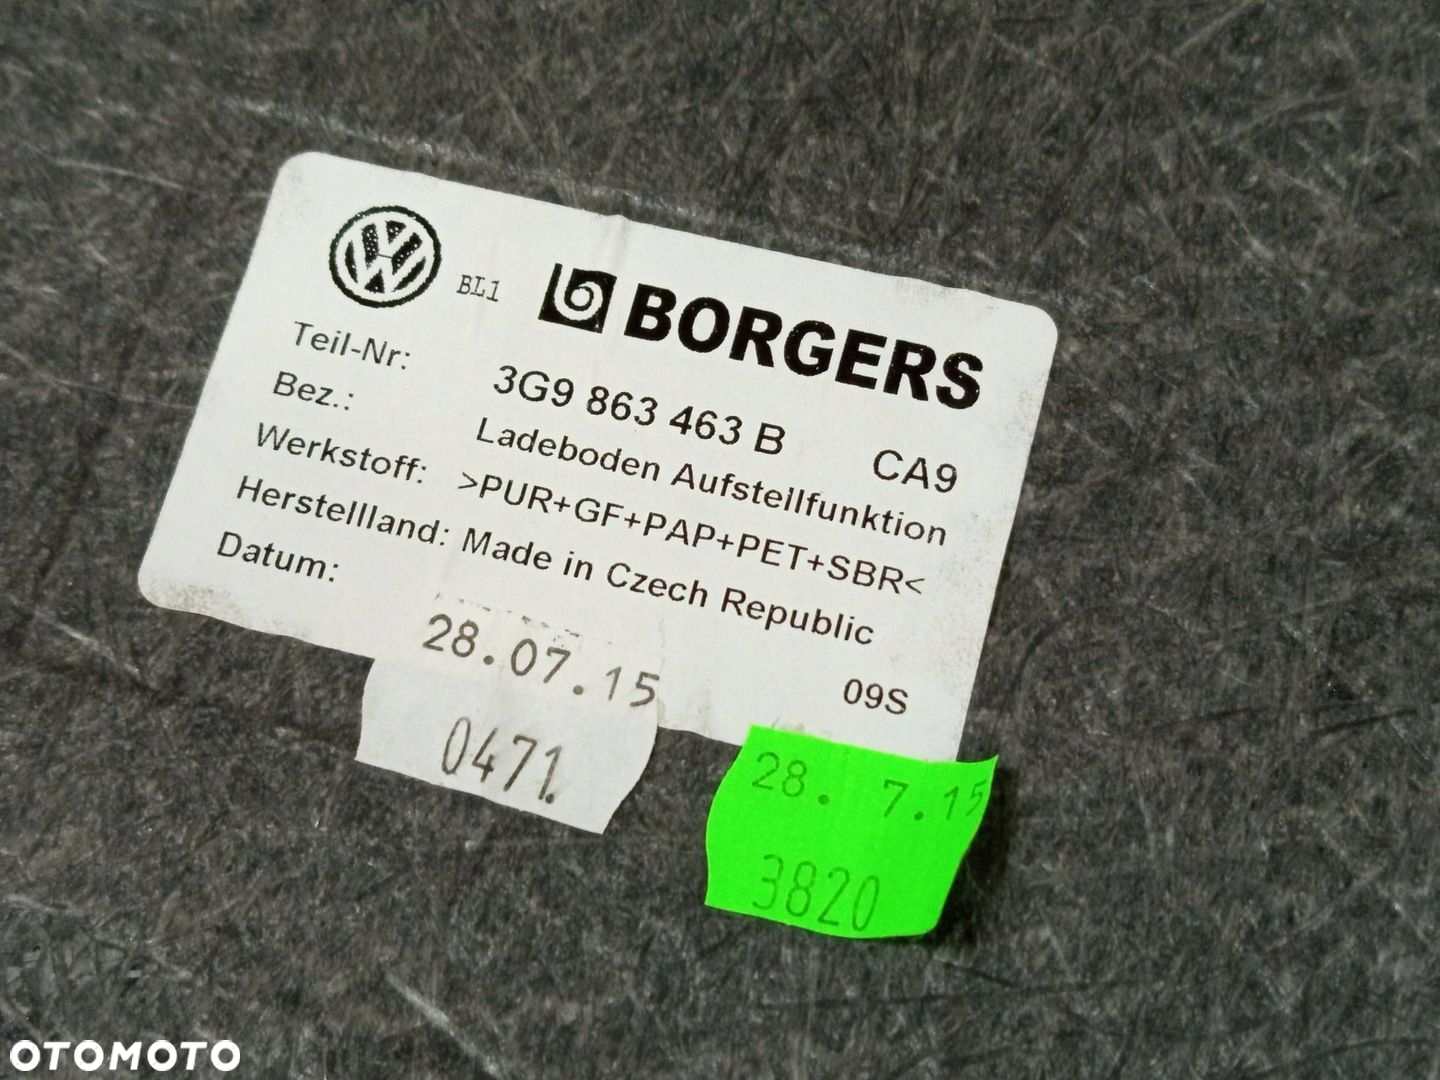 BL1 BORGERS
Teil-Nr: 3G9 863 463 B CA9
Bez.: Ladeboden Aufstellfunktion
Werkstoff: >PUR+GF+PAP+PET+SBR<
Herstellland: Made in Czech Republic
Datum: 28.07.15 09S
0471.
28. 7.15
3820
OTOMOTO